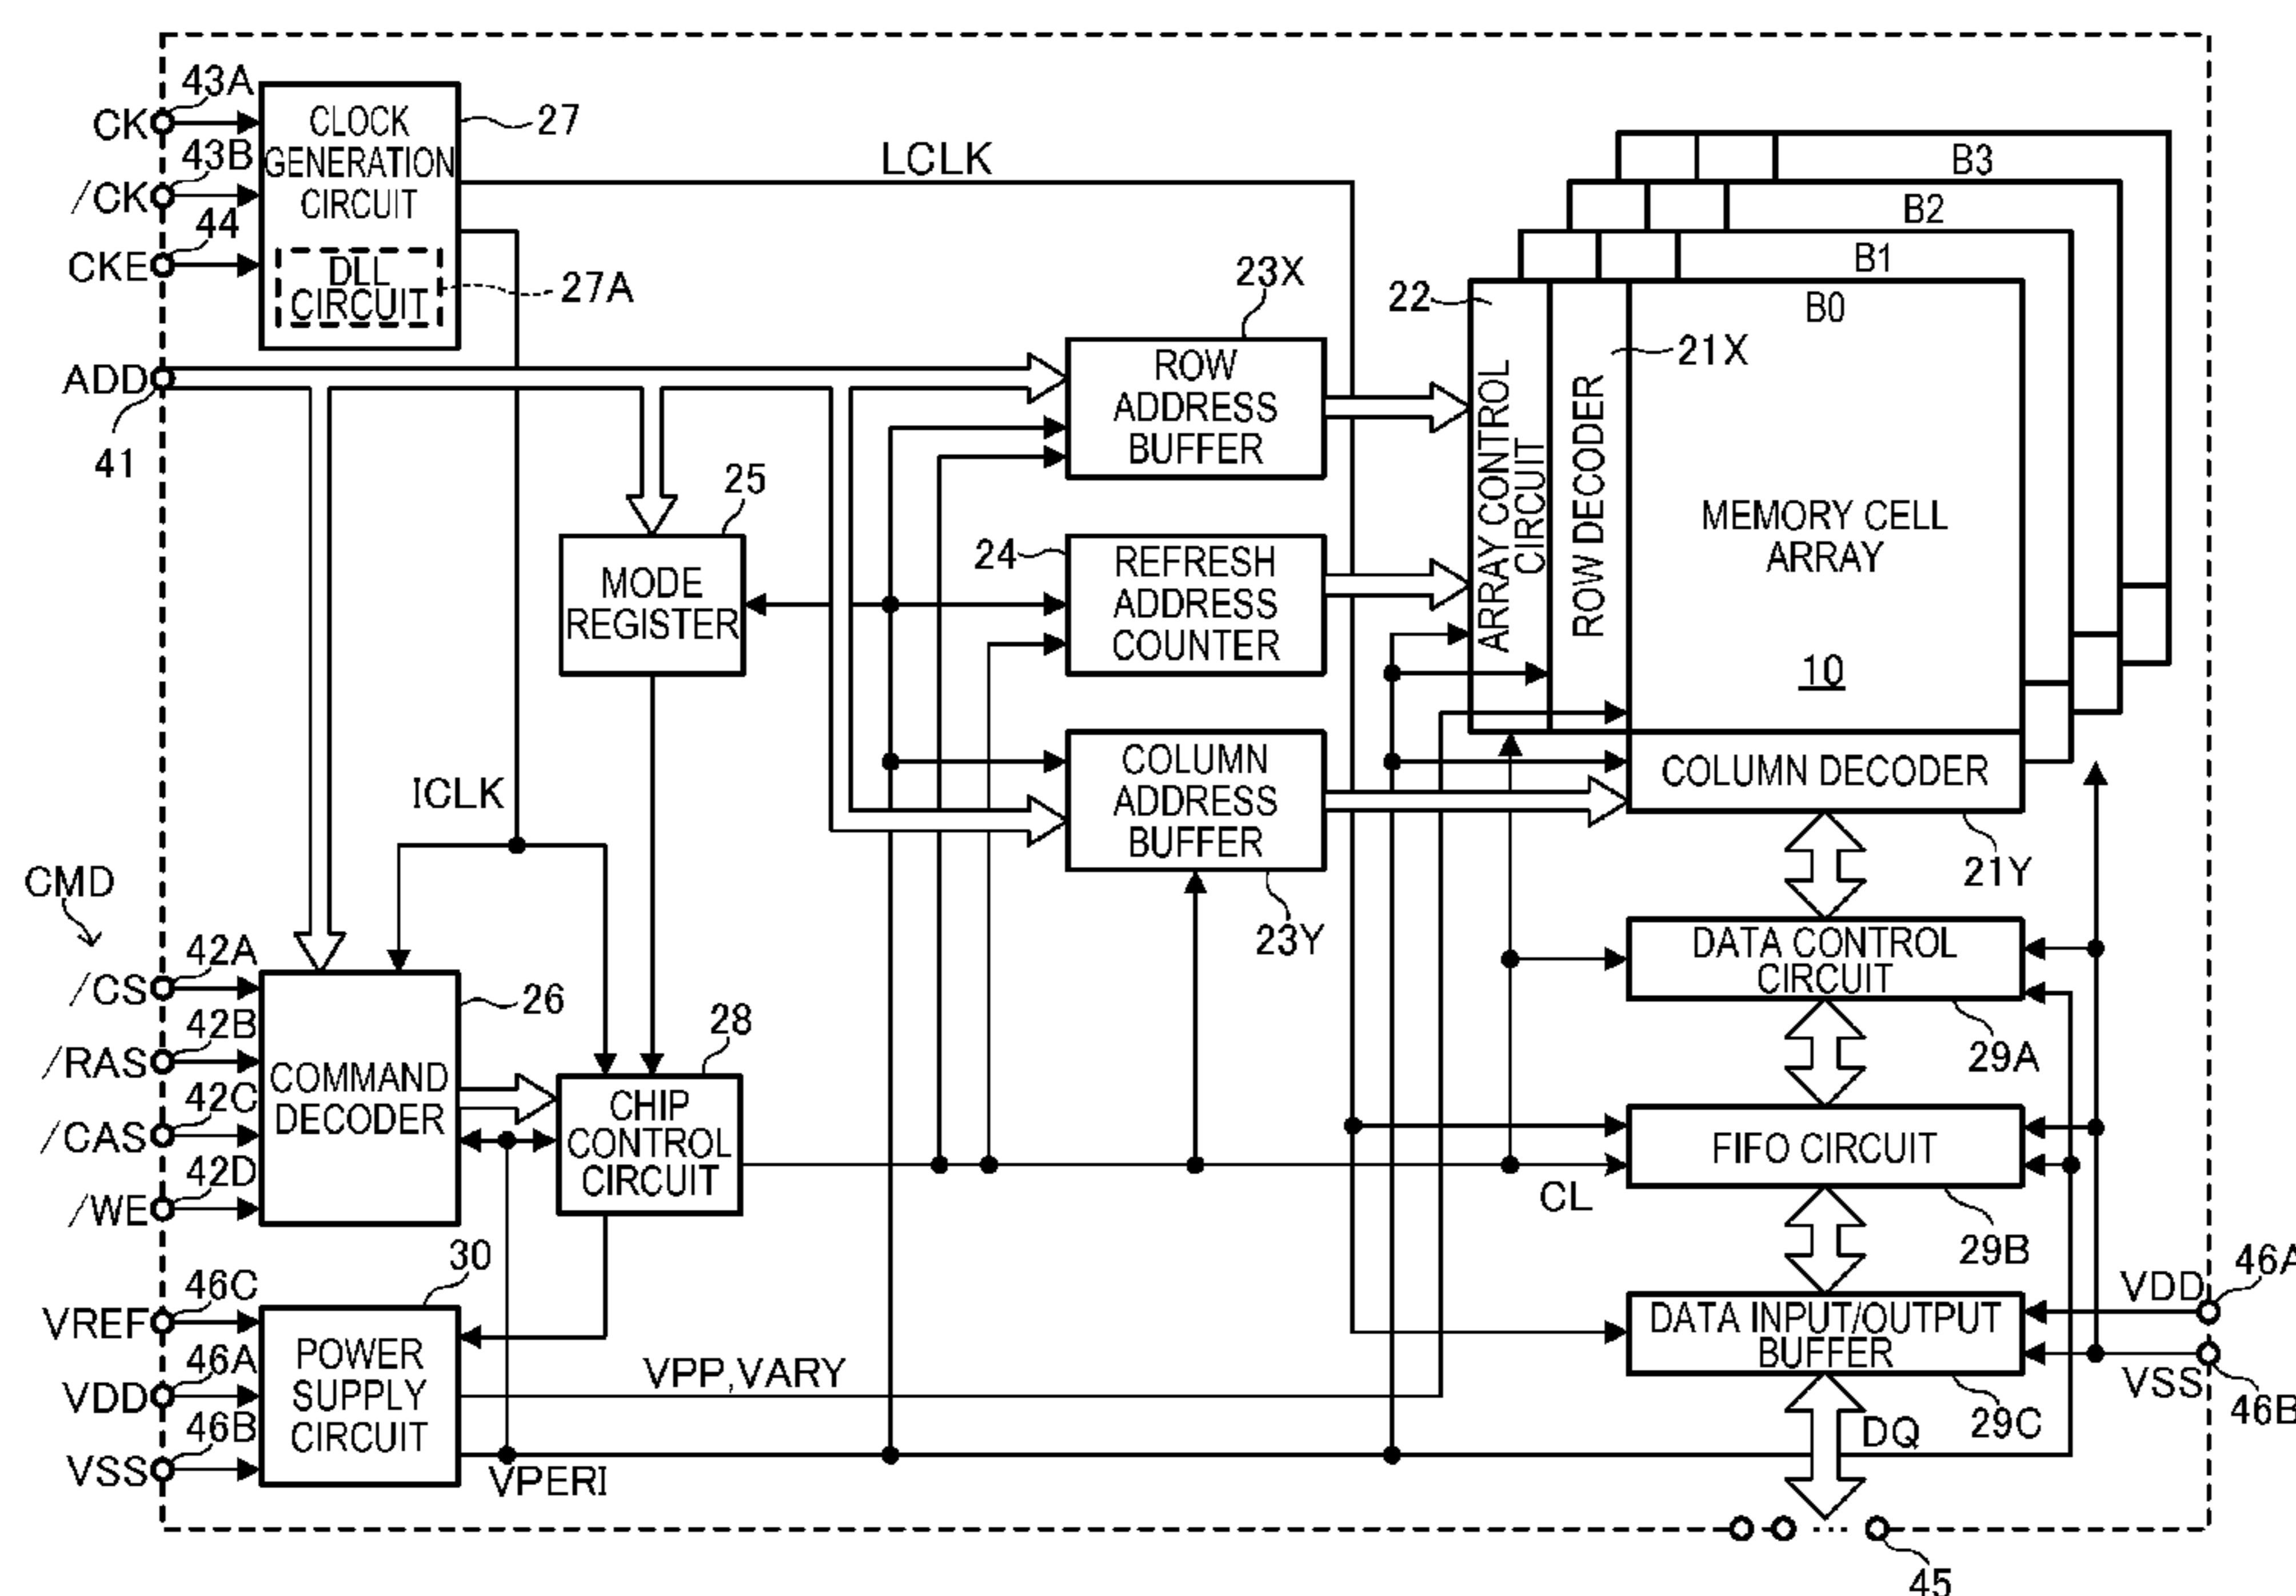 43A
CK
43B
/CK
44
CKE
CLOCK
GENERATION
CIRCUIT
DLL
CIRCUIT
27
27A
LCLK
ADD
41
23X
ROW
ADDRESS
BUFFER
25
MODE
REGISTER
24
REFRESH
ADDRESS
COUNTER
COLUMN
ADDRESS
BUFFER
23Y
B3
B2
B1
B0
22
21X
ARRAY CONTROL
CIRCUIT
ROW DECODER
MEMORY CELL
ARRAY
10
COLUMN DECODER
21Y
ICLK
CMD
42A
/CS
42B
/RAS
42C
/CAS
42D
/WE
COMMAND
DECODER
26
28
CHIP
CONTROL
CIRCUIT
DATA CONTROL
CIRCUIT
29A
FIFO CIRCUIT
CL
29B
DATA INPUT/OUTPUT
BUFFER
29C
46A
VDD
VSS
46B
46C
VREF
46A
VDD
46B
VSS
30
POWER
SUPPLY
CIRCUIT
VPP,VARY
VPERI
DQ
45